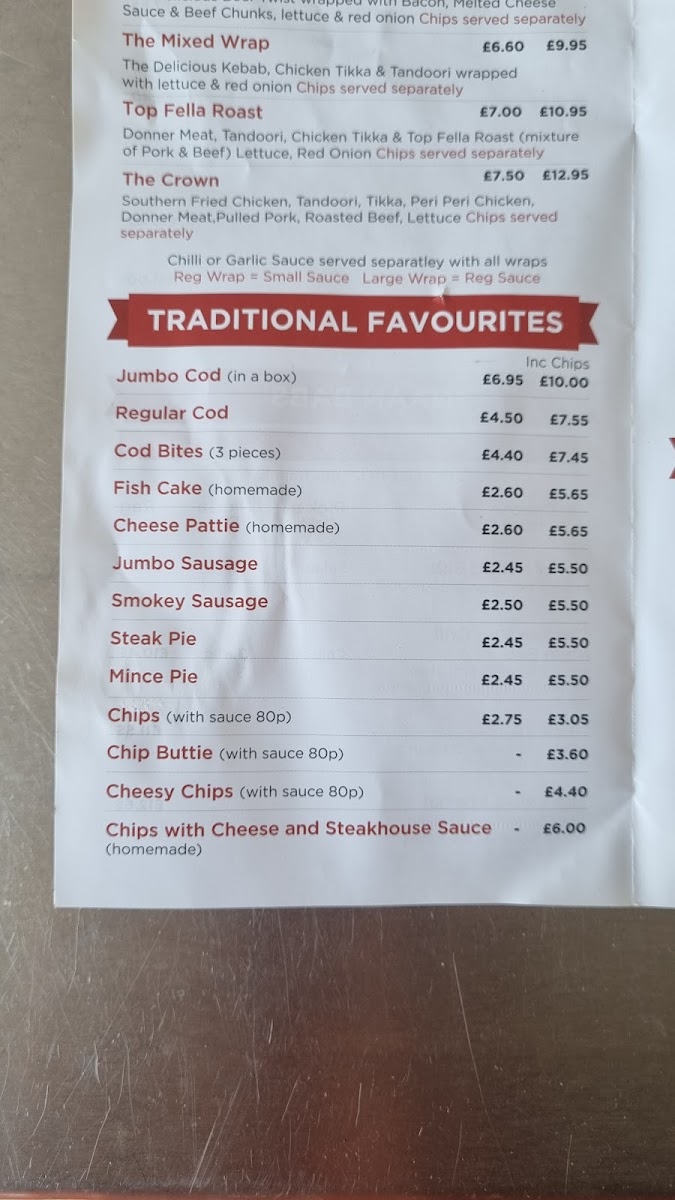 Wrapped with Bacon, Melted Cheese
Sauce & Beef Chunks, lettuce & red onion Chips served separately
The Mixed Wrap £6.60 £9.95
The Delicious Kebab, Chicken Tikka & Tandoori wrapped
with lettuce & red onion Chips served separately
Top Fella Roast £7.00 £10.95
Donner Meat, Tandoori, Chicken Tikka & Top Fella Roast (mixture
of Pork & Beef) Lettuce, Red Onion Chips served separately
The Crown £7.50 £12.95
Southern Fried Chicken, Tandoori, Tikka, Peri Peri Chicken,
Donner Meat,Pulled Pork, Roasted Beef, Lettuce Chips served
separately
Chilli or Garlic Sauce served separatley with all wraps
Reg Wrap = Small Sauce Large Wrap = Reg Sauce
TRADITIONAL FAVOURITES
Inc Chips
Jumbo Cod (in a box) £6.95 £10.00
Regular Cod £4.50 £7.55
Cod Bites (3 pieces) £4.40 £7.45
Fish Cake (homemade) £2.60 £5.65
Cheese Pattie (homemade) £2.60 £5.65
Jumbo Sausage £2.45 £5.50
Smokey Sausage £2.50 £5.50
Steak Pie £2.45 £5.50
Mince Pie £2.45 £5.50
Chips (with sauce 80p) £2.75 £3.05
Chip Buttie (with sauce 80p) - £3.60
Cheesy Chips (with sauce 80p) - £4.40
Chips with Cheese and Steakhouse Sauce - £6.00
(homemade)